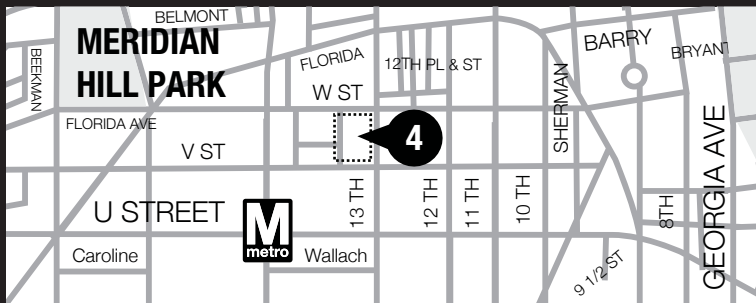 BELMONT
MERIDIAN
HILL PARK
BEEKMAN
FLORIDA
W ST
12TH PL & ST
BARRY
BRYANT
SHERMAN
FLORIDA AVE
V ST
4
GEORGIA AVE
U STREET
M
metro
13 TH
12 TH
11 TH
10 TH
8TH
Caroline
Wallach
9 1/2 ST